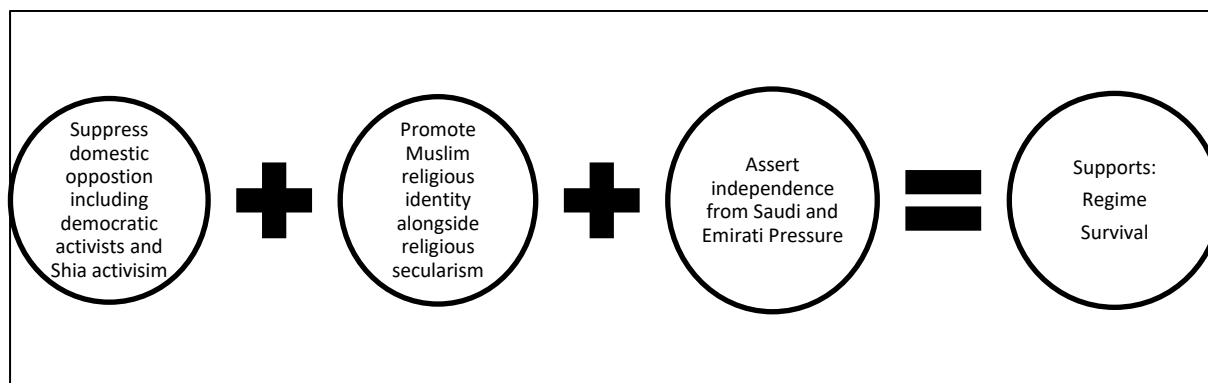 Suppress
domestic
oppostion
including
democratic
activists and
Shia activisim
Promote
Muslim
religious
identity
alongside
religious
secularism
Assert
independence
from Saudi and
Emirati Pressure
Supports:
Regime
Survival